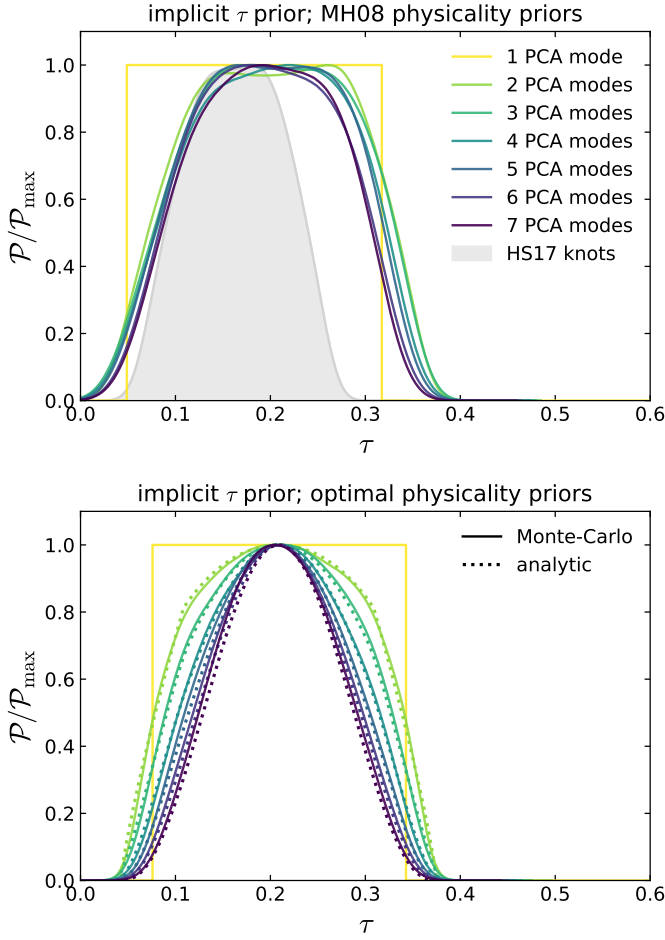 implicit τ prior; MH08 physicality priors
1.0
0.8
0.6
0.4
0.2
0.0
P/Pmax
1 PCA mode
2 PCA modes
3 PCA modes
4 PCA modes
5 PCA modes
6 PCA modes
7 PCA modes
HS17 knots
0.0 0.1 0.2 0.3 0.4 0.5 0.6
τ
implicit τ prior; optimal physicality priors
1.0
0.8
0.6
0.4
0.2
0.0
P/Pmax
Monte-Carlo
analytic
0.0 0.1 0.2 0.3 0.4 0.5 0.6
τ